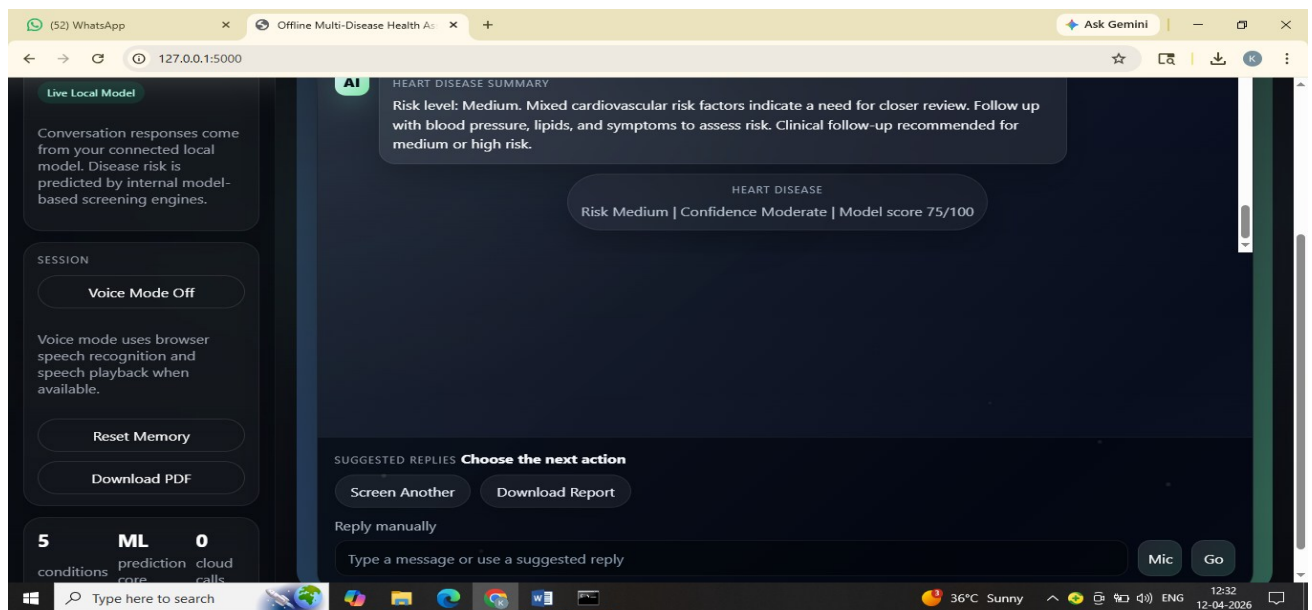 (52) WhatsApp
Offline Multi-Disease Health As
Ask Gemini
127.0.0.1:5000
K
Live Local Model
Conversation responses come
from your connected local
model. Disease risk is
predicted by internal model-
based screening engines.
SESSION
Voice Mode Off
Voice mode uses browser
speech recognition and
speech playback when
available.
Reset Memory
Download PDF
5
conditions
ML
prediction
core
0
cloud
calls
AI
HEART DISEASE SUMMARY
Risk level: Medium. Mixed cardiovascular risk factors indicate a need for closer review. Follow up
with blood pressure, lipids, and symptoms to assess risk. Clinical follow-up recommended for
medium or high risk.
HEART DISEASE
Risk Medium | Confidence Moderate | Model score 75/100
SUGGESTED REPLIES Choose the next action
Screen Another
Download Report
Reply manually
Type a message or use a suggested reply
Mic
Go
Type here to search
36°C Sunny
ENG
12:32
12-04-2026